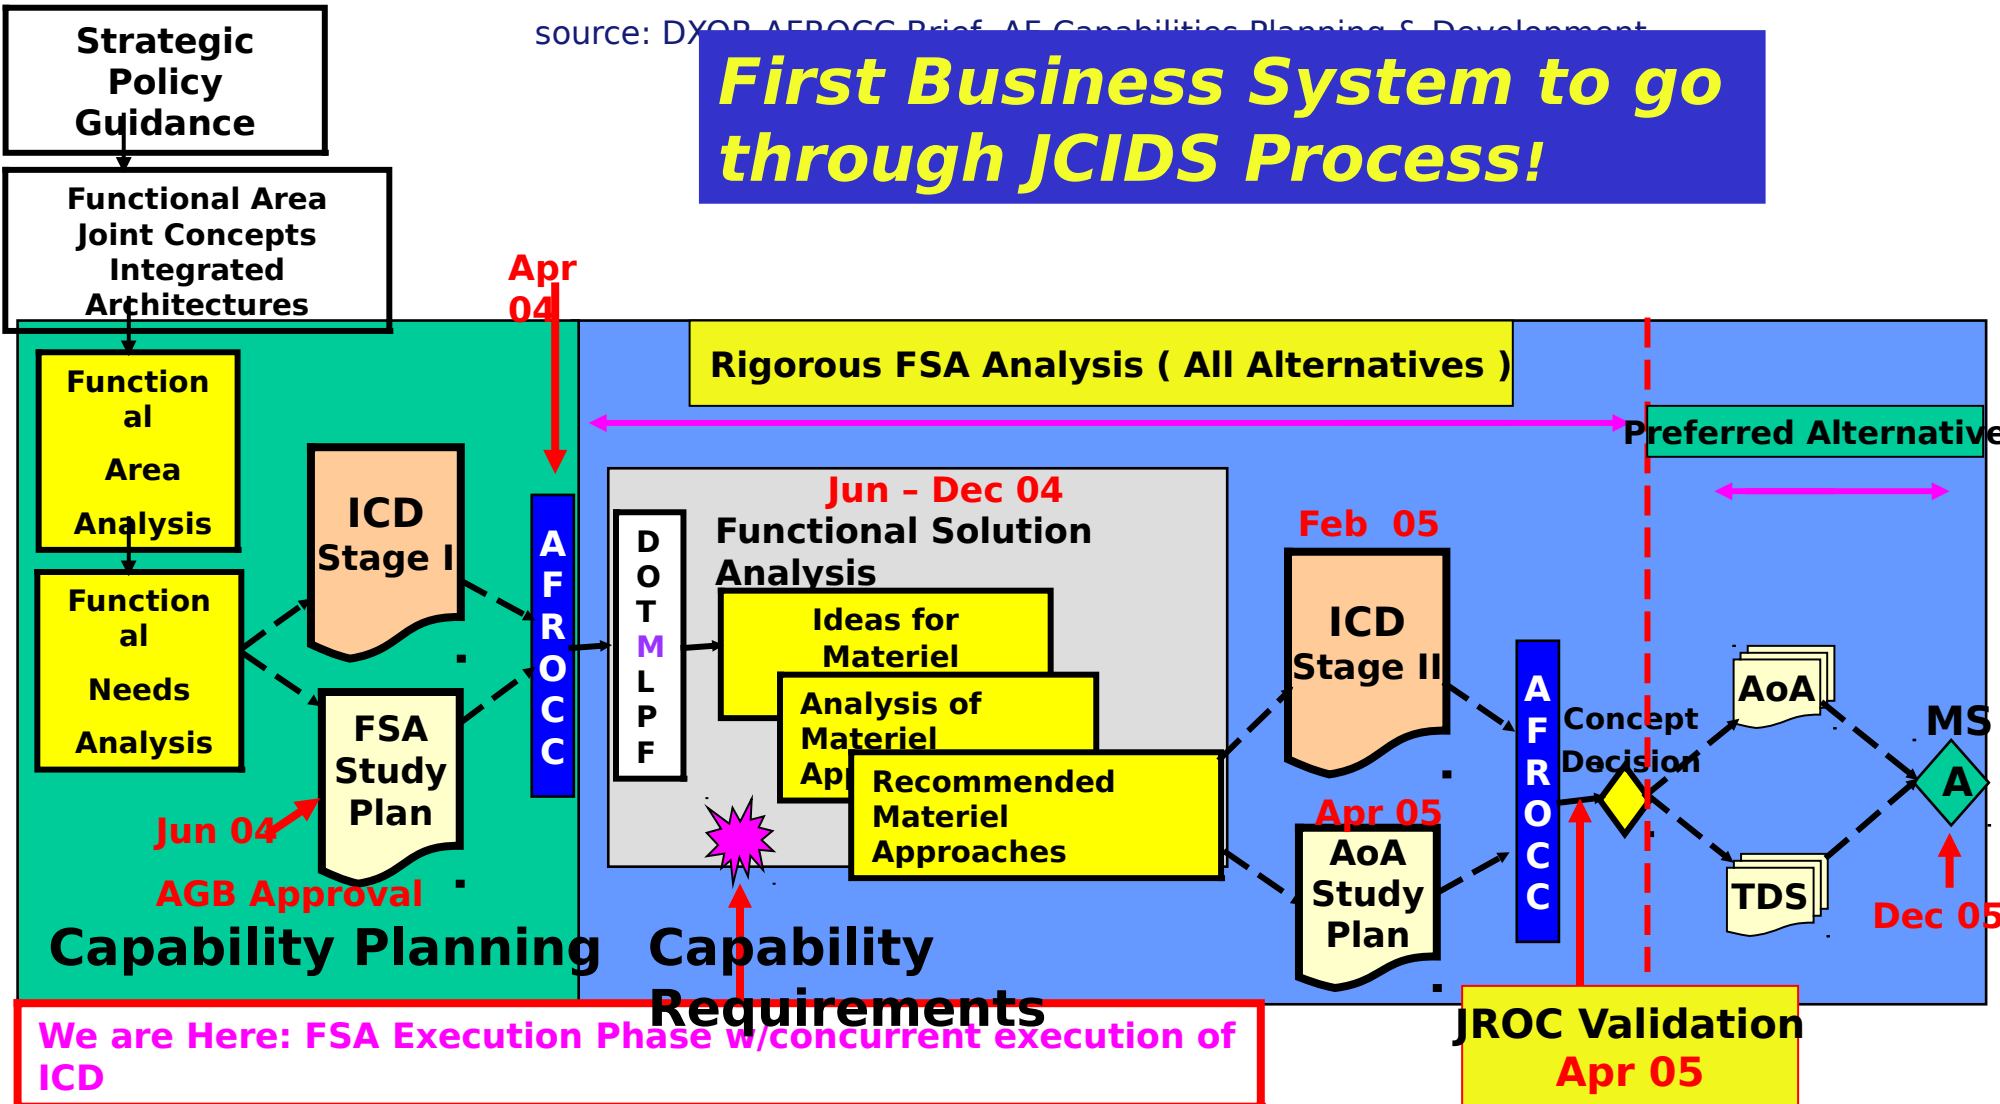 source: DXOR AFROCC Brief, AF Capabilities Planning & Development
First Business System to go
through JCIDS Process!
Strategic
Policy
Guidance
Functional Area
Joint Concepts
Integrated
Architectures
Apr
04
Rigorous FSA Analysis ( All Alternatives )
Preferred Alternative
Function
al
Area
Analysis
Function
al
Needs
Analysis
ICD
Stage I
FSA
Study
Plan
Jun 04
AGB Approval
A
F
R
O
C
C
Jun – Dec 04
Functional Solution
Analysis
D
O
T
M
L
P
F
Ideas for
Materiel
Analysis of
Materiel
Recommended
Materiel
Approaches
Feb  05
ICD
Stage II
Apr 05
AoA
Study
Plan
A
F
R
O
C
C
Concept
Decision
AoA
TDS
MS
A
Dec 05
Capability Planning
Capability
Requirements
We are Here: FSA Execution Phase w/concurrent execution of
ICD
JROC Validation
Apr 05